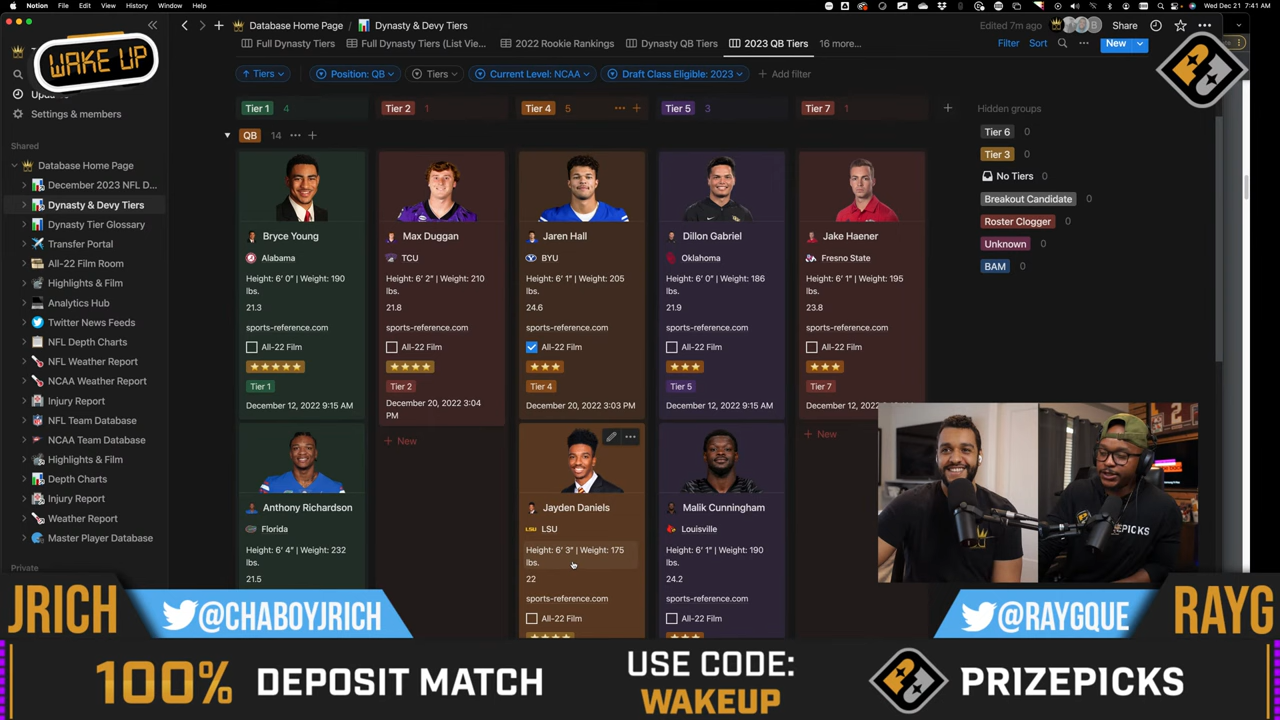 Notion File Edit View History Window Help
Wed Dec 21 7:41 AM
Database Home Page / Dynasty & Devy Tiers
Edited 7m ago
B
Share
Full Dynasty Tiers
Full Dynasty Tiers (List Vie...
2022 Rookie Rankings
Dynasty QB Tiers
2023 QB Tiers
16 more...
Filter
Sort
New
Tiers
Position: QB
Tiers
Current Level: NCAA
Draft Class Eligible: 2023
Add filter
WAKE UP
Settings & members
Shared
Database Home Page
December 2023 NFL D...
Dynasty & Devy Tiers
Dynasty Tier Glossary
Transfer Portal
All-22 Film Room
Highlights & Film
Analytics Hub
Twitter News Feeds
NFL Depth Charts
NFL Weather Report
NCAA Weather Report
Injury Report
NFL Team Database
NCAA Team Database
Highlights & Film
Depth Charts
Injury Report
Weather Report
Master Player Database
Private
Tier 1 4
Tier 2 1
Tier 4 5
Tier 5 3
Tier 7 1
QB 14
Bryce Young
Alabama
Height: 6' 0" | Weight: 190
lbs.
21.3
sports-reference.com
All-22 Film
Tier 1
December 12, 2022 9:15 AM
Anthony Richardson
Florida
Height: 6' 4" | Weight: 232
lbs.
21.5
Max Duggan
TCU
Height: 6' 2" | Weight: 210
lbs.
21.8
sports-reference.com
All-22 Film
Tier 2
December 20, 2022 3:04
PM
+ New
Jaren Hall
BYU
Height: 6' 1" | Weight: 205
lbs.
24.6
sports-reference.com
All-22 Film
Tier 4
December 20, 2022 3:03 PM
Jayden Daniels
LSU LSU
Height: 6' 3" | Weight: 175
lbs.
22
sports-reference.com
All-22 Film
Dillon Gabriel
Oklahoma
Height: 6' 0" | Weight: 186
lbs.
21.9
sports-reference.com
All-22 Film
Tier 5
December 12, 2022 9:15 AM
Malik Cunningham
Louisville
Height: 6' 1" | Weight: 190
lbs.
24.2
sports-reference.com
All-22 Film
Jake Haener
Fresno State
Height: 6' 1" | Weight: 195
lbs.
23.8
sports-reference.com
All-22 Film
Tier 7
+ New
Hidden groups
Tier 6 0
Tier 3 0
No Tiers 0
Breakout Candidate 0
Roster Clogger 0
Unknown 0
BAM 0
PRIZEPICKS
JRICH
@CHABOYJRICH
@RAYGQUE
RAYG
100% DEPOSIT MATCH
USE CODE:
WAKEUP
PRIZEPICKS